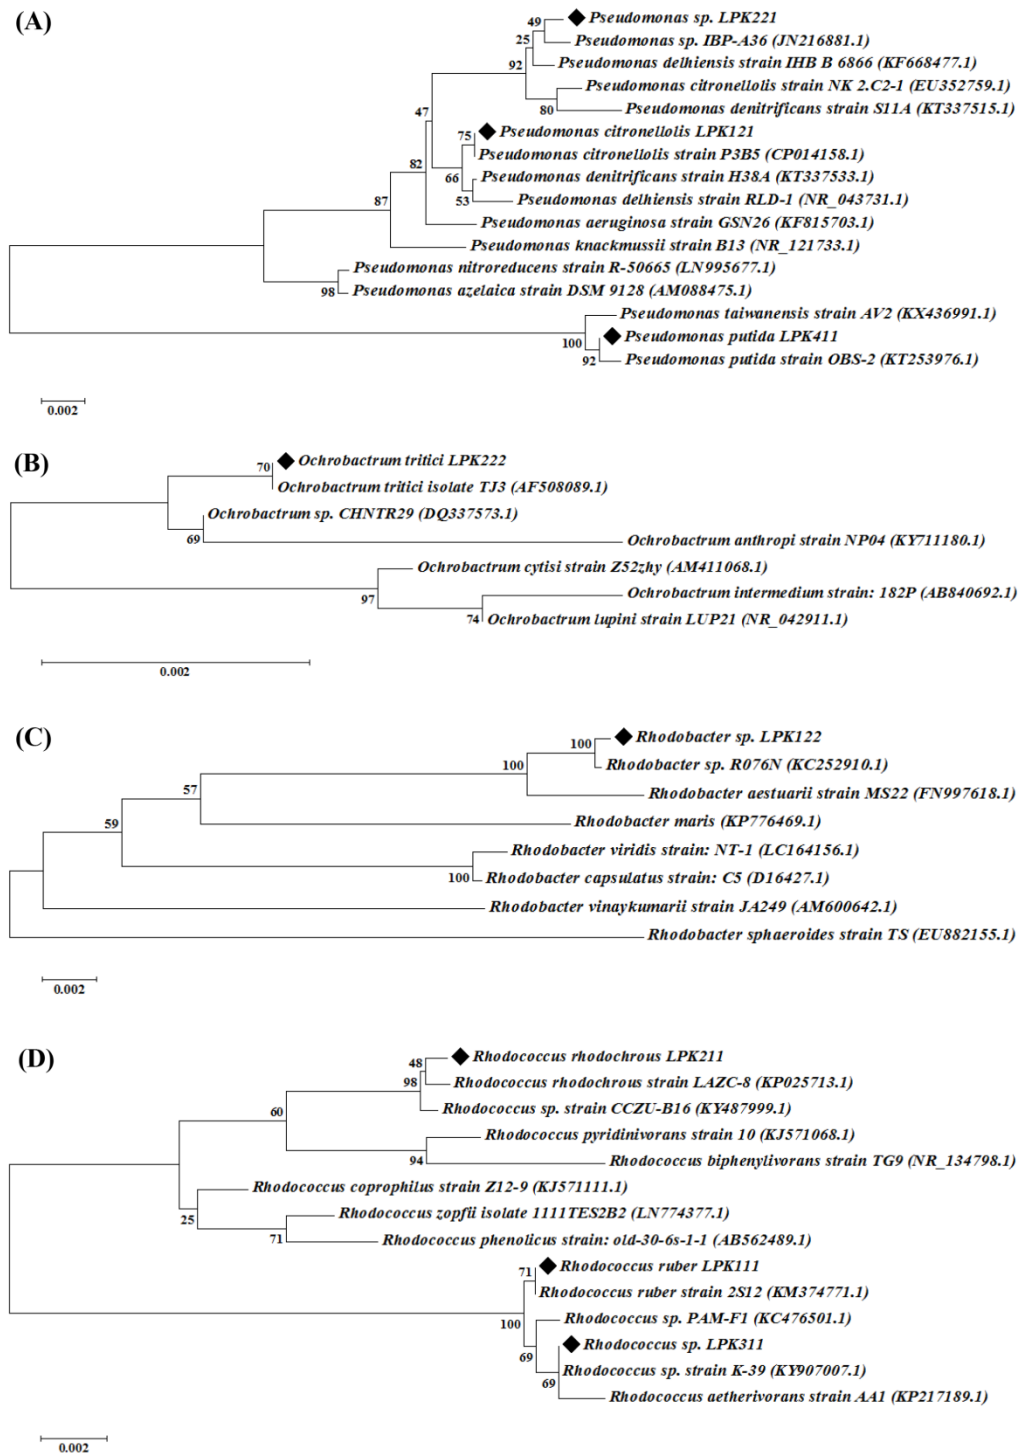 (A)
49
Pseudomonas sp. LPK221
25
Pseudomonas sp. IBP-A36 (JN216881.1)
92
Pseudomonas delhiensis strain IHB B 6866 (KF668477.1)
Pseudomonas citronellolis strain NK 2.C2-1 (EU352759.1)
80
Pseudomonas denitrificans strain S11A (KT337515.1)
47
75
Pseudomonas citronellolis LPK121
Pseudomonas citronellolis strain P3B5 (CP014158.1)
82
66
Pseudomonas denitrificans strain H38A (KT337533.1)
53
Pseudomonas delhiensis strain RLD-1 (NR_043731.1)
87
Pseudomonas aeruginosa strain GSN26 (KF815703.1)
Pseudomonas knackmussii strain B13 (NR_121733.1)
Pseudomonas nitroreducens strain R-50665 (LN995677.1)
98
Pseudomonas azelaica strain DSM 9128 (AM088475.1)
Pseudomonas taiwanensis strain AV2 (KX436991.1)
100
Pseudomonas putida LPK411
92
Pseudomonas putida strain OBS-2 (KT253976.1)
0.002
(B)
70
Ochrobactrum tritici LPK222
Ochrobactrum tritici isolate TJ3 (AF508089.1)
Ochrobactrum sp. CHNTR29 (DQ337573.1)
69
Ochrobactrum anthropi strain NP04 (KY711180.1)
Ochrobactrum cytisi strain Z52zhy (AM411068.1)
97
Ochrobactrum intermedium strain: 182P (AB840692.1)
74
Ochrobactrum lupini strain LUP21 (NR_042911.1)
0.002
(C)
100
Rhodobacter sp. LPK122
100
Rhodobacter sp. R076N (KC252910.1)
57
Rhodobacter aestuarii strain MS22 (FN997618.1)
59
Rhodobacter maris (KP776469.1)
Rhodobacter viridis strain: NT-1 (LC164156.1)
100
Rhodobacter capsulatus strain: C5 (D16427.1)
Rhodobacter vinaykumarii strain JA249 (AM600642.1)
Rhodobacter sphaeroides strain TS (EU882155.1)
0.002
(D)
48
Rhodococcus rhodochrous LPK211
98
Rhodococcus rhodochrous strain LAZC-8 (KP025713.1)
60
Rhodococcus sp. strain CCZU-B16 (KY487999.1)
Rhodococcus pyridinivorans strain 10 (KJ571068.1)
94
Rhodococcus biphenylivorans strain TG9 (NR_134798.1)
Rhodococcus coprophilus strain Z12-9 (KJ571111.1)
25
Rhodococcus zopfii isolate 1111TES2B2 (LN774377.1)
71
Rhodococcus phenolicus strain: old-30-6s-1-1 (AB562489.1)
71
Rhodococcus ruber LPK111
Rhodococcus ruber strain 2S12 (KM374771.1)
100
Rhodococcus sp. PAM-F1 (KC476501.1)
69
Rhodococcus sp. LPK311
Rhodococcus sp. strain K-39 (KY907007.1)
69
Rhodococcus aetherivorans strain AA1 (KP217189.1)
0.002